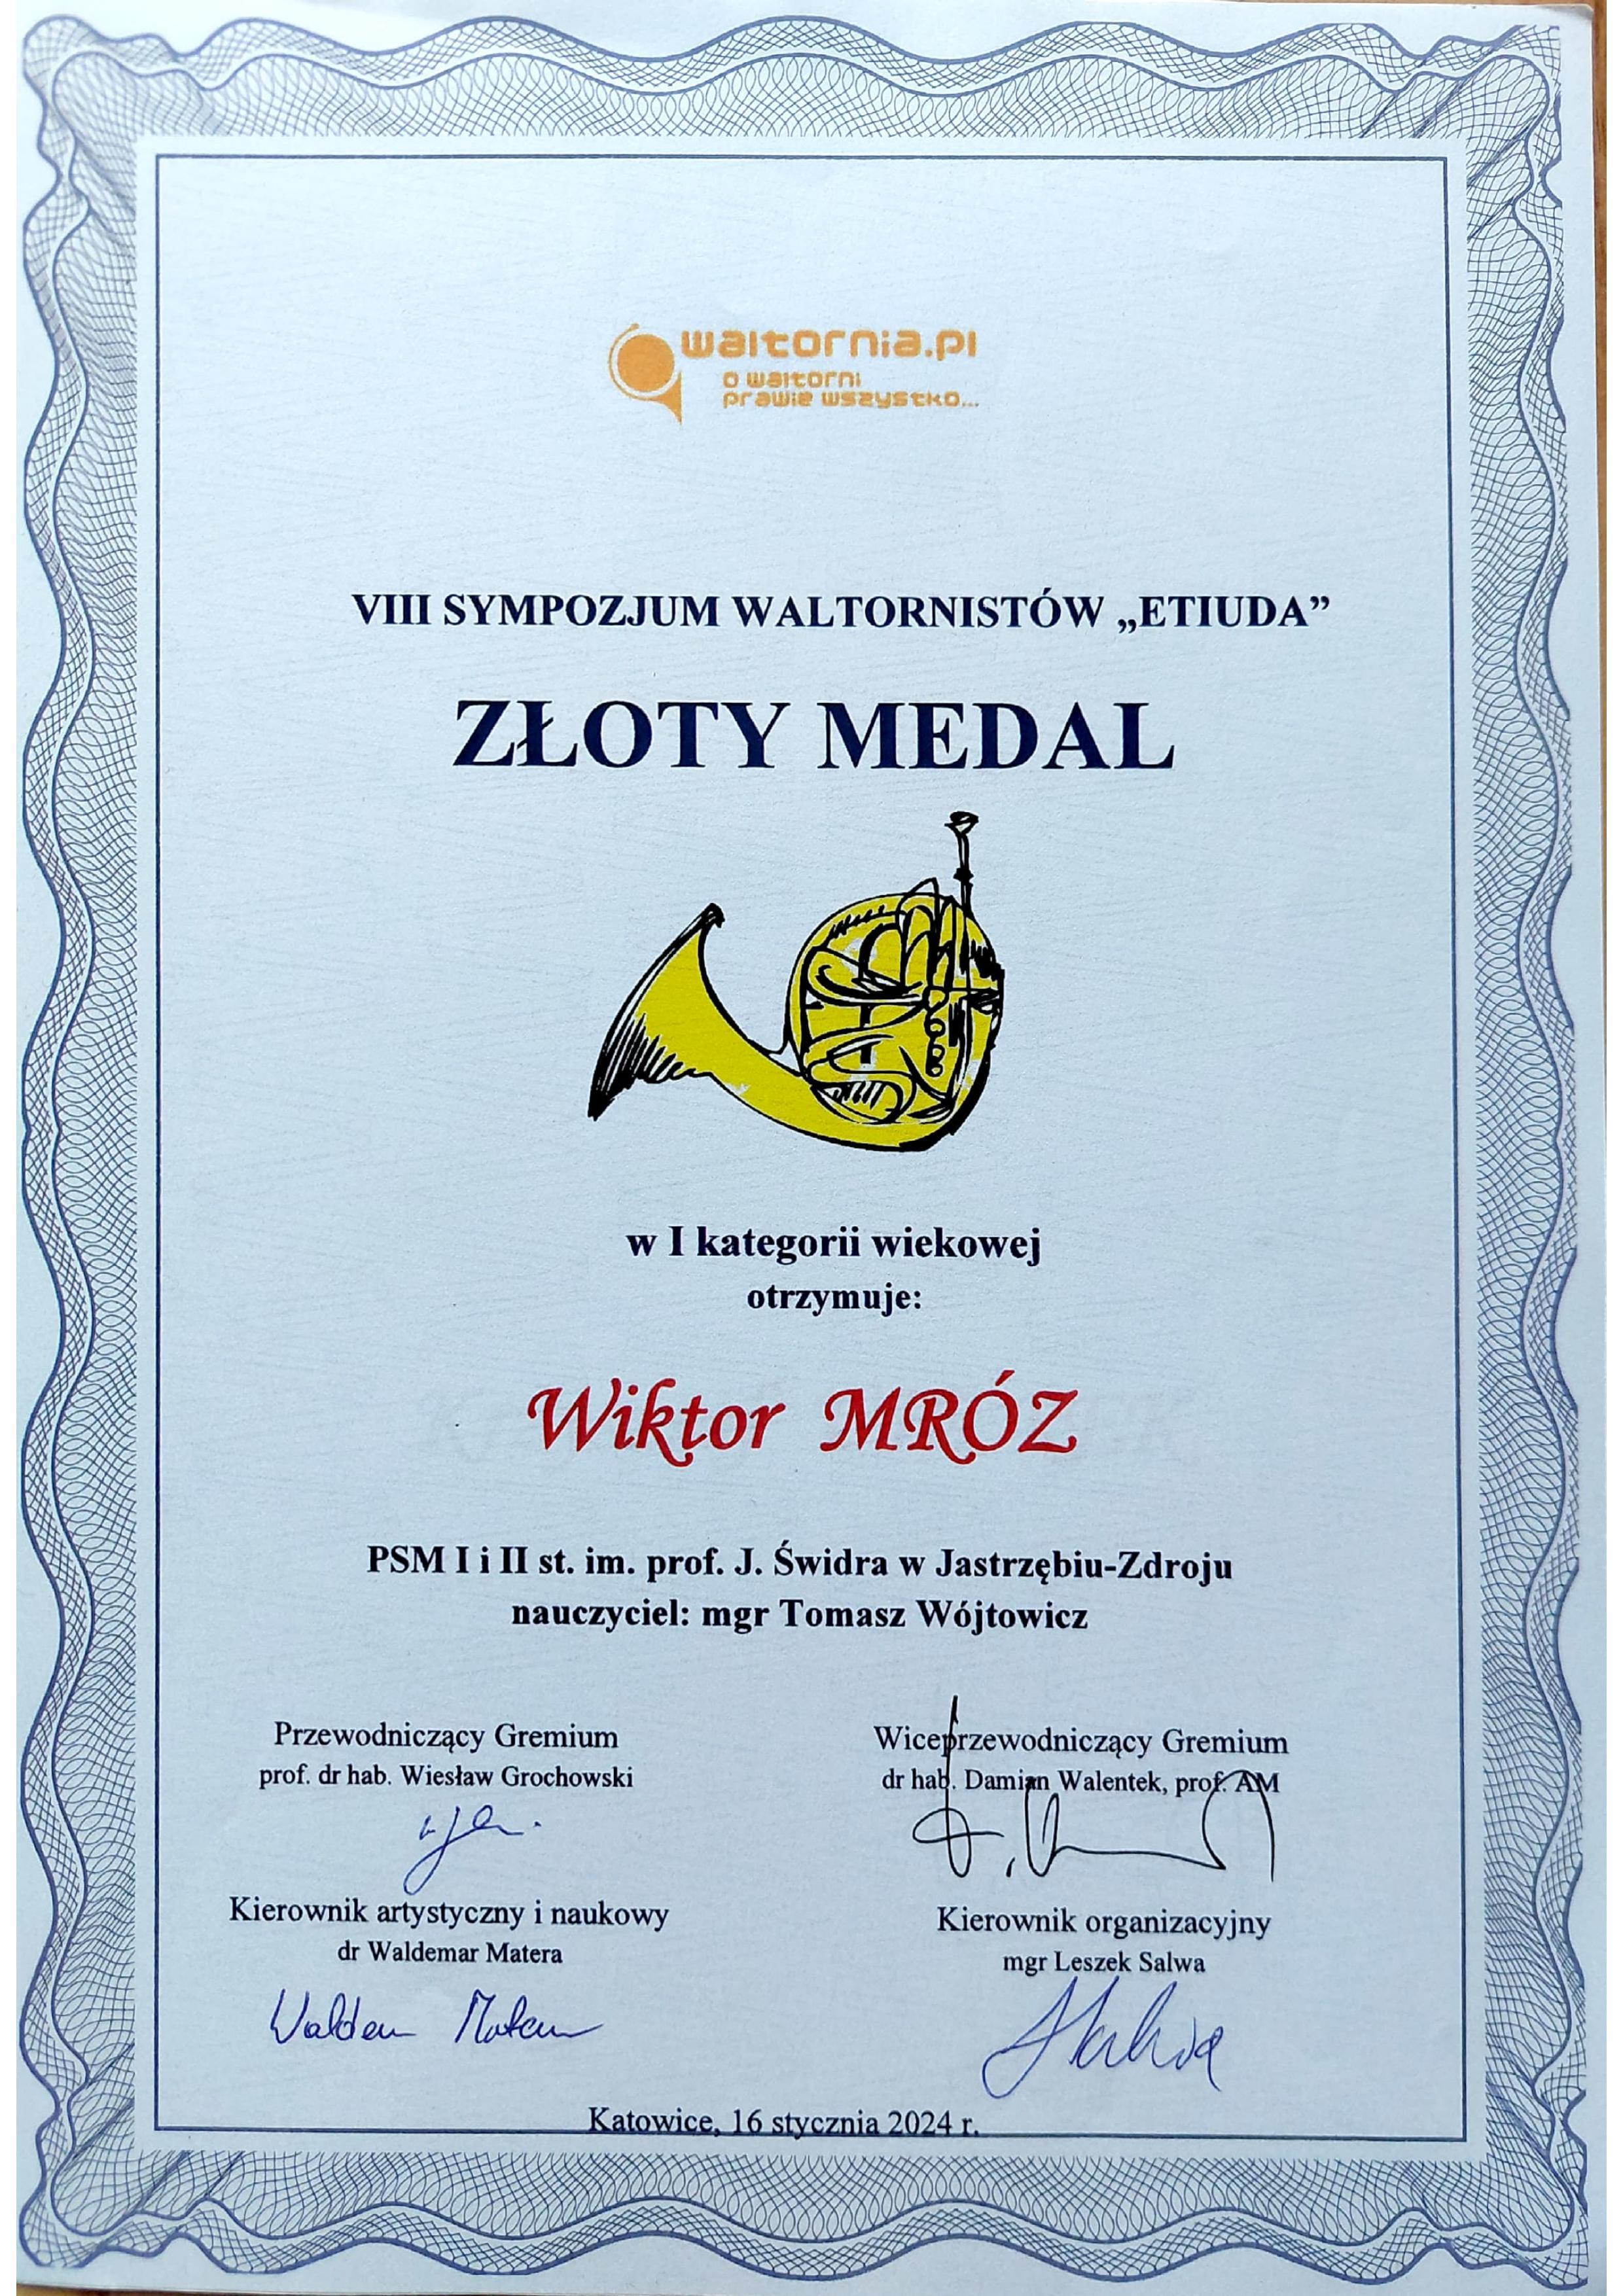 waltornia.pl
o waltorni
prawie wszystko...
VIII SYMPOZJUM WALTORNISTÓW „ETIUDA”
ZŁOTY MEDAL
w I kategorii wiekowej
otrzymuje:
Wiktor MRÓZ
PSM I i II st. im. prof. J. Świdra w Jastrzębiu-Zdroju
nauczyciel: mgr Tomasz Wójtowicz
Przewodniczący Gremium
prof. dr hab. Wiesław Grochowski
Wiceprzewodniczący Gremium
dr hab. Damian Walentek, prof. AM
Kierownik artystyczny i naukowy
dr Waldemar Matera
Kierownik organizacyjny
mgr Leszek Salwa
Katowice, 16 stycznia 2024 r.